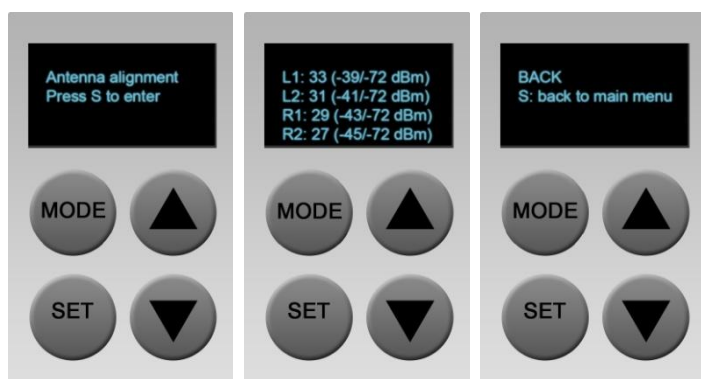 Antenna alignment
Press S to enter
MODE
SET
L1: 33 (-39/-72 dBm)
L2: 31 (-41/-72 dBm)
R1: 29 (-43/-72 dBm)
R2: 27 (-45/-72 dBm)
MODE
SET
BACK
S: back to main menu
MODE
SET